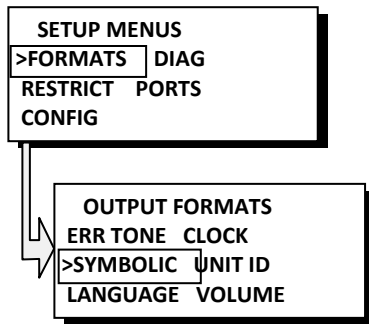 SETUP MENUS
>FORMATS DIAG
RESTRICT PORTS
CONFIG
OUTPUT FORMATS
ERR TONE CLOCK
>SYMBOLIC UNIT ID
LANGUAGE VOLUME